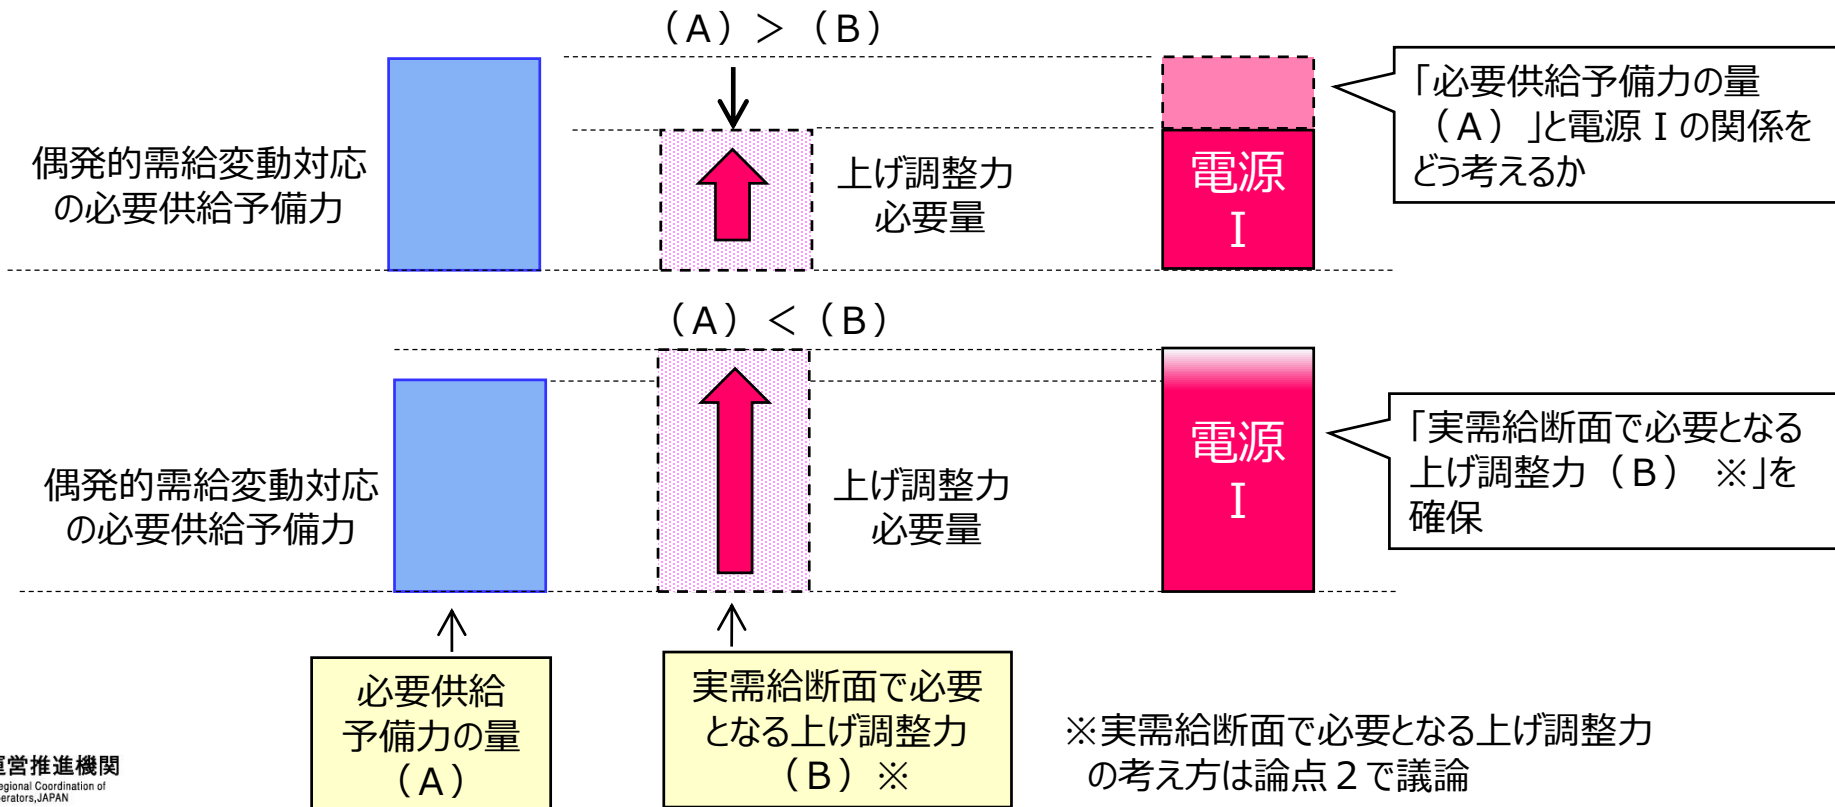 （A）＞（B）
偶発的需給変動対応
の必要供給予備力
上げ調整力
必要量
電源
Ⅰ
「必要供給予備力の量
（A）」と電源Ⅰの関係を
どう考えるか
（A）＜（B）
偶発的需給変動対応
の必要供給予備力
上げ調整力
必要量
電源
Ⅰ
「実需給断面で必要となる
上げ調整力（B） ※」を
確保
必要供給
予備力の量
（A）
実需給断面で必要
となる上げ調整力
（B）※
※実需給断面で必要となる上げ調整力
の考え方は論点２で議論
運営推進機関
Regional Coordination of
Operators,JAPAN